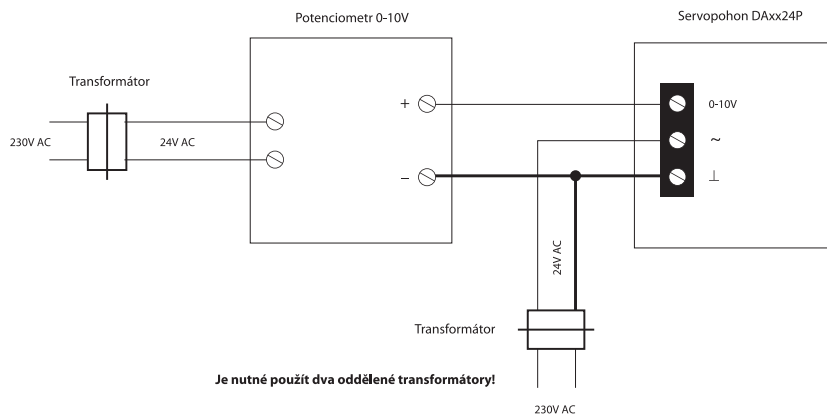 Potenciometr 0-10V
Servopohon DAxx24P
Transformátor
230V AC
24V AC
+
−
0-10V
~
⊥
24V AC
Transformátor
Je nutné použít dva oddělené transformátory!
230V AC